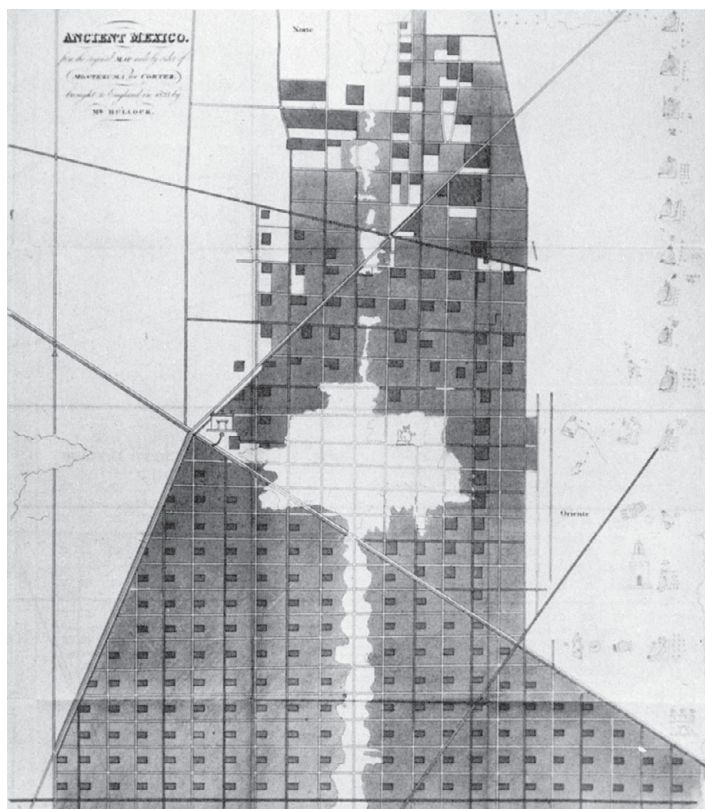 ANCIENT MEXICO.
from the original MAP made by order of
MONTEZUMA for CORTEZ.
brought to England in 1823 by
Mr BULLOCK.
Norte
Oriente